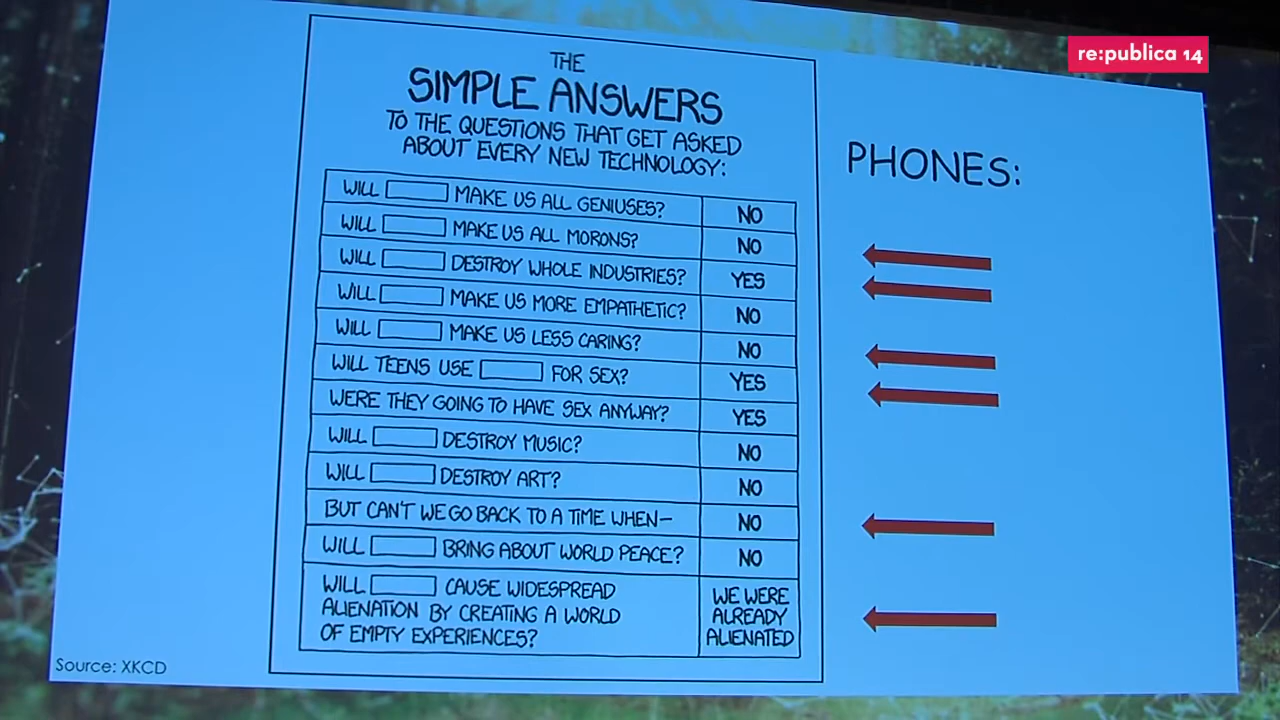 re:publica 14
THE
SIMPLE ANSWERS
TO THE QUESTIONS THAT GET ASKED
ABOUT EVERY NEW TECHNOLOGY:
PHONES:
WILL MAKE US ALL GENIUSES? NO
WILL MAKE US ALL MORONS? NO
WILL DESTROY WHOLE INDUSTRIES? YES
WILL MAKE US MORE EMPATHETIC? NO
WILL MAKE US LESS CARING? NO
WILL TEENS USE FOR SEX? YES
WERE THEY GOING TO HAVE SEX ANYWAY? YES
WILL DESTROY MUSIC? NO
WILL DESTROY ART? NO
BUT CAN'T WE GO BACK TO A TIME WHEN— NO
WILL BRING ABOUT WORLD PEACE? NO
WILL CAUSE WIDESPREAD
ALIENATION BY CREATING A WORLD
OF EMPTY EXPERIENCES?
WE WERE
ALREADY
ALIENATED
Source: XKCD